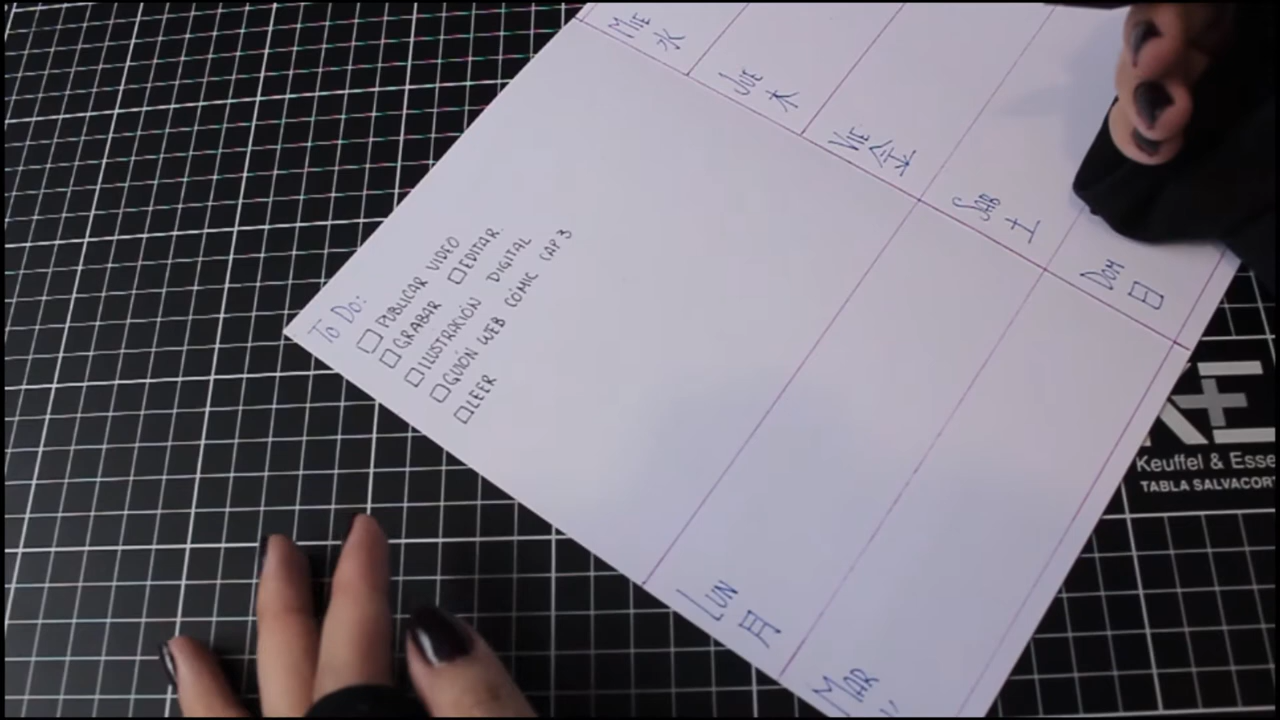 To Do:
□ PUBLICAR VIDEO
□ GRABAR □ EDITAR.
□ ILUSTRACIÓN DIGITAL
□ GUIÓN WEB CÓMIC CAP 3
□ LEER
LUN
月
MAR
MIE
水
JUE
木
VIE
金
SAB
土
DOM
日
Keuffel & Esse
TABLA SALVACORT